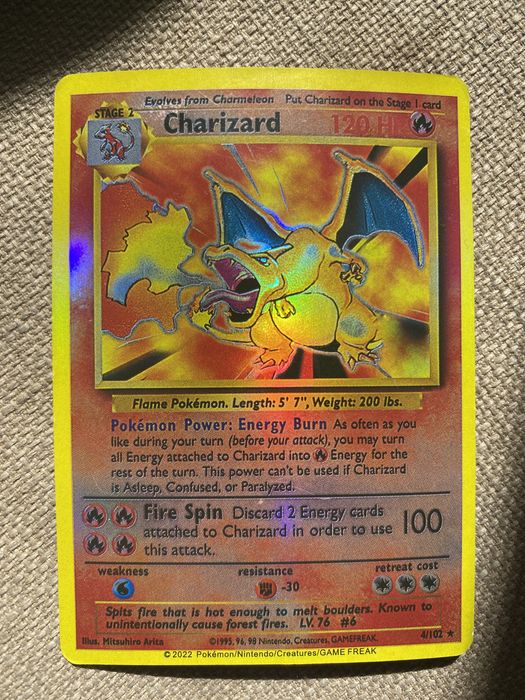 Evolves from Charmeleon Put Charizard on the Stage 1 card
STAGE 2
Charizard 120 H
Flame Pokémon. Length: 5' 7", Weight: 200 lbs.
Pokémon Power: Energy Burn As often as you
like during your turn (before your attack), you may turn
all Energy attached to Charizard into Energy for the
rest of the turn. This power can't be used if Charizard
is Asleep, Confused, or Paralyzed.
Fire Spin Discard 2 Energy cards
attached to Charizard in order to use
this attack.
100
weakness resistance retreat cost
-30
Spits fire that is hot enough to melt boulders. Known to
unintentionally cause forest fires. LV. 76 #6
Illus. Mitsuhiro Arita ©1995, 96, 98 Nintendo, Creatures, GAMEFREAK. 4/102 ★
© 2022 Pokémon/Nintendo/Creatures/GAME FREAK